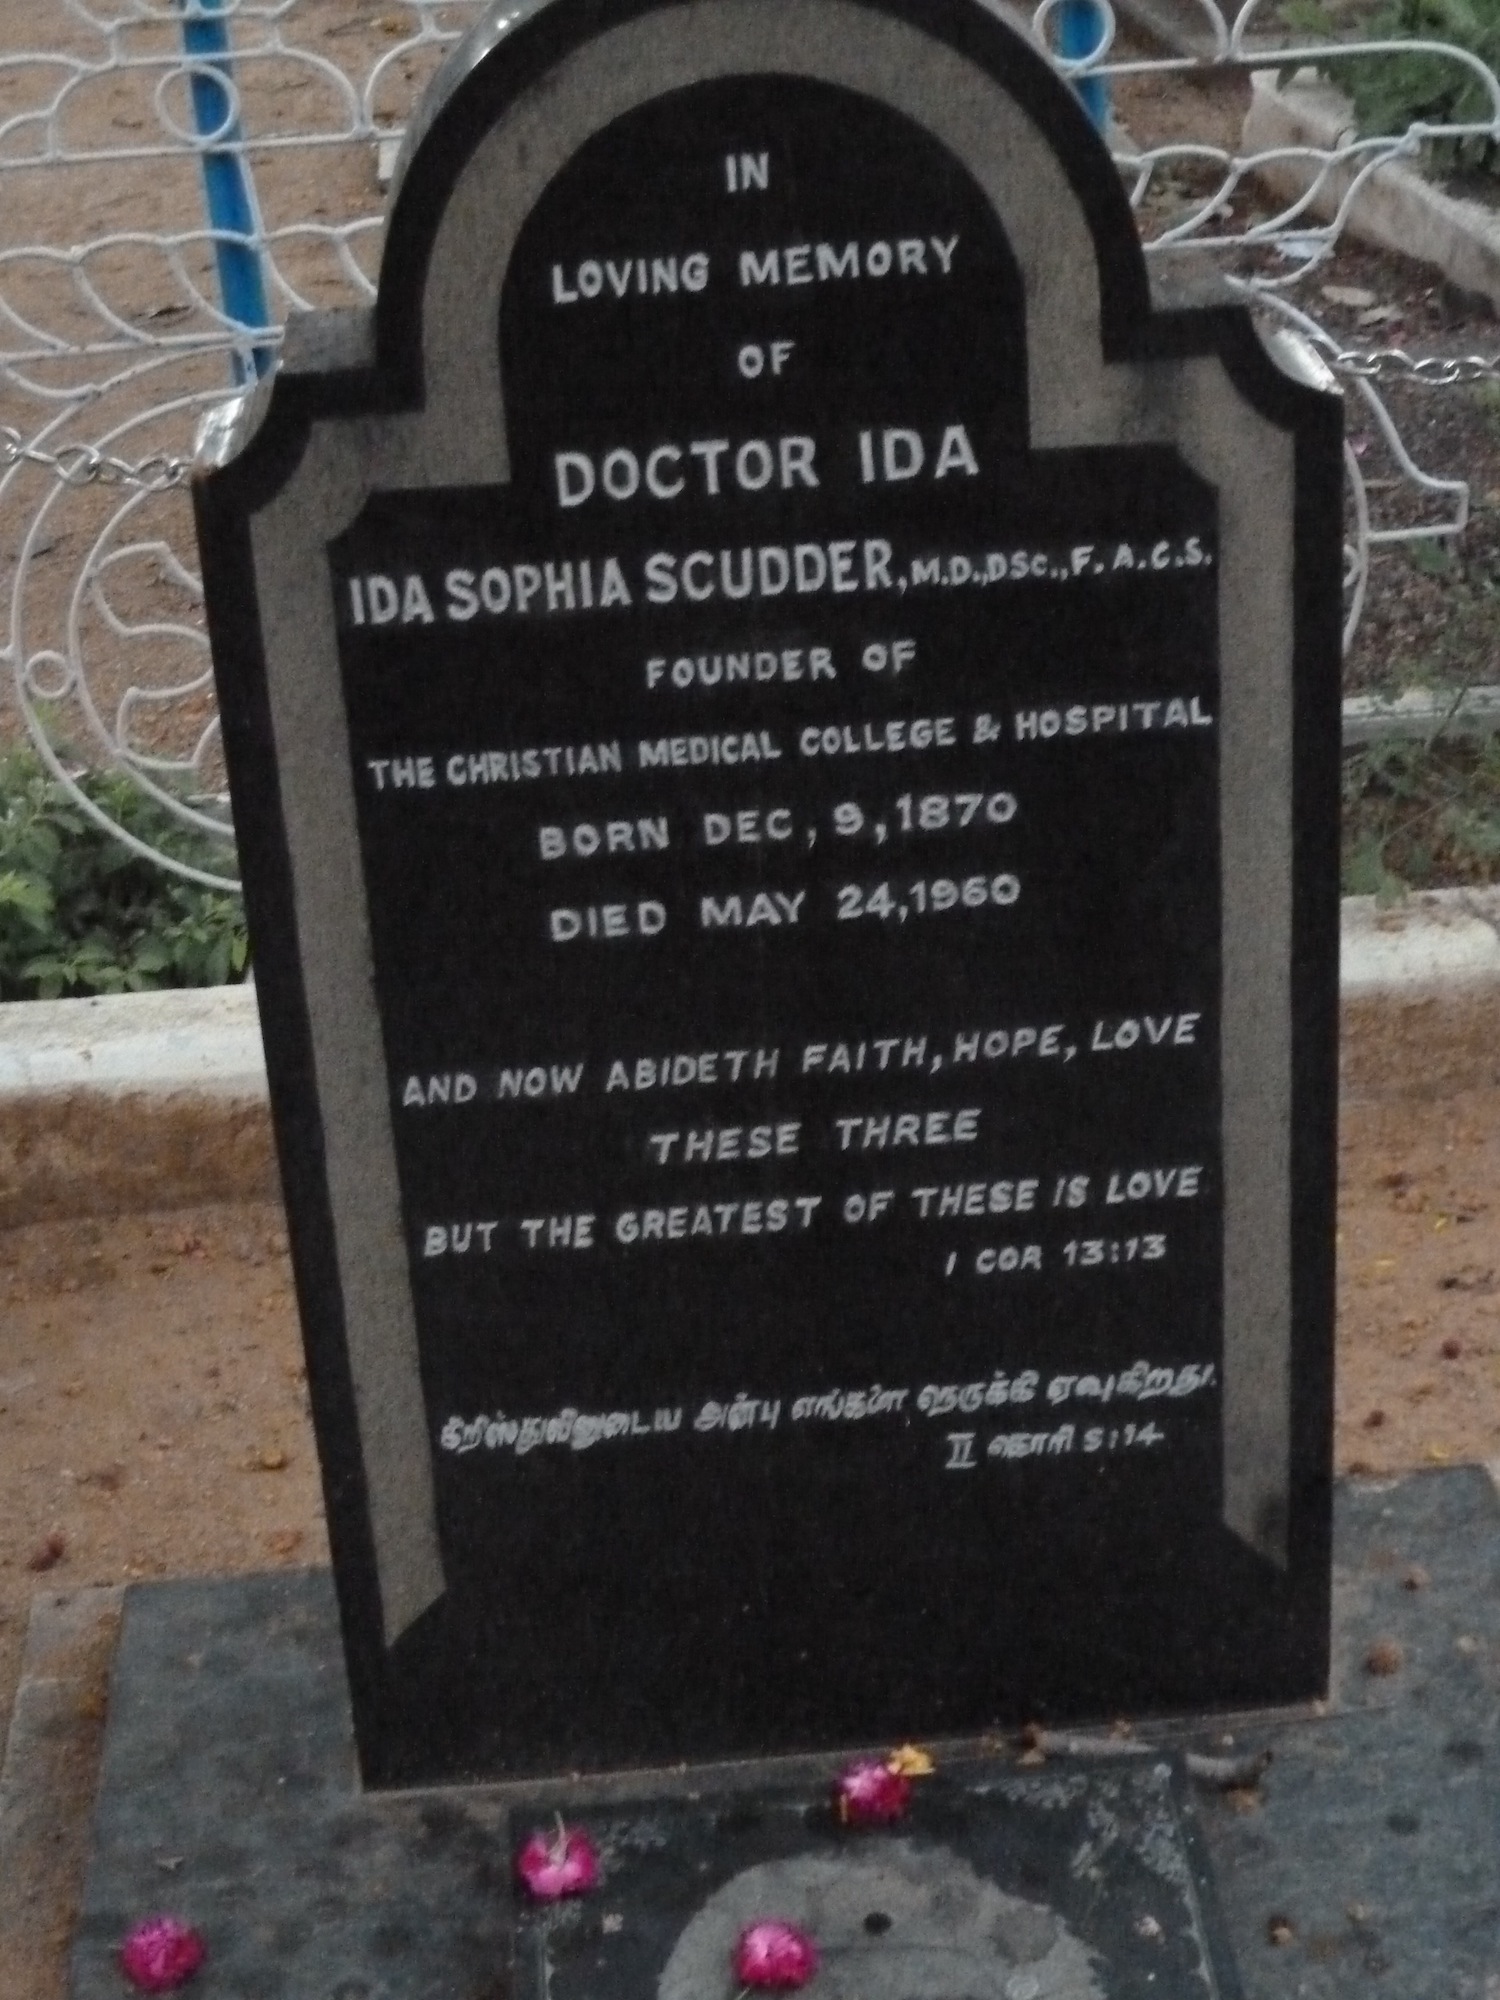 IN
LOVING MEMORY
OF
DOCTOR IDA
IDA SOPHIA SCUDDER, M.D.,DSc.,F.A.C.S.
FOUNDER OF
THE CHRISTIAN MEDICAL COLLEGE & HOSPITAL
BORN DEC, 9,1870
DIED MAY 24,1960
AND NOW ABIDETH FAITH, HOPE, LOVE
THESE THREE
BUT THE GREATEST OF THESE IS LOVE
I COR 13:13
கிறிஸ்துவினுடைய அன்பு எங்களை நெருக்கி ஏவுகிறது.
II கொரி 5:14